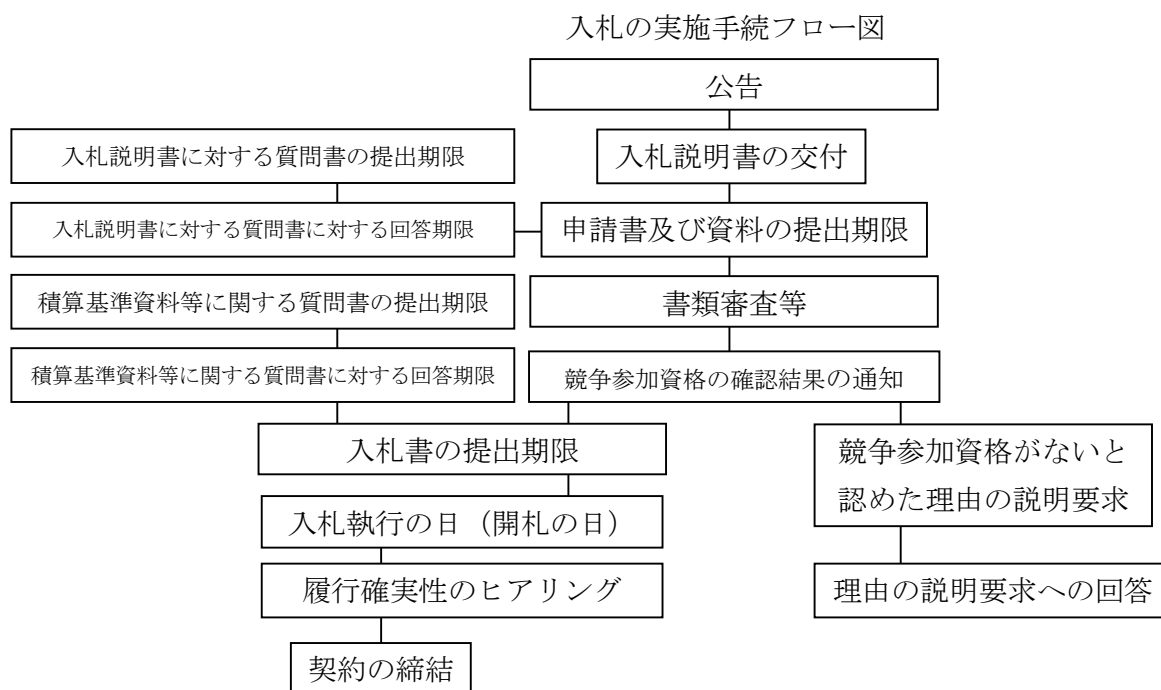 入札の実施手続フロー図
公告
入札説明書に対する質問書の提出期限
入札説明書の交付
入札説明書に対する質問書に対する回答期限
申請書及び資料の提出期限
積算基準資料等に関する質問書の提出期限
書類審査等
積算基準資料等に関する質問書に対する回答期限
競争参加資格の確認結果の通知
入札書の提出期限
競争参加資格がないと
認めた理由の説明要求
入札執行の日（開札の日）
履行確実性のヒアリング
理由の説明要求への回答
契約の締結